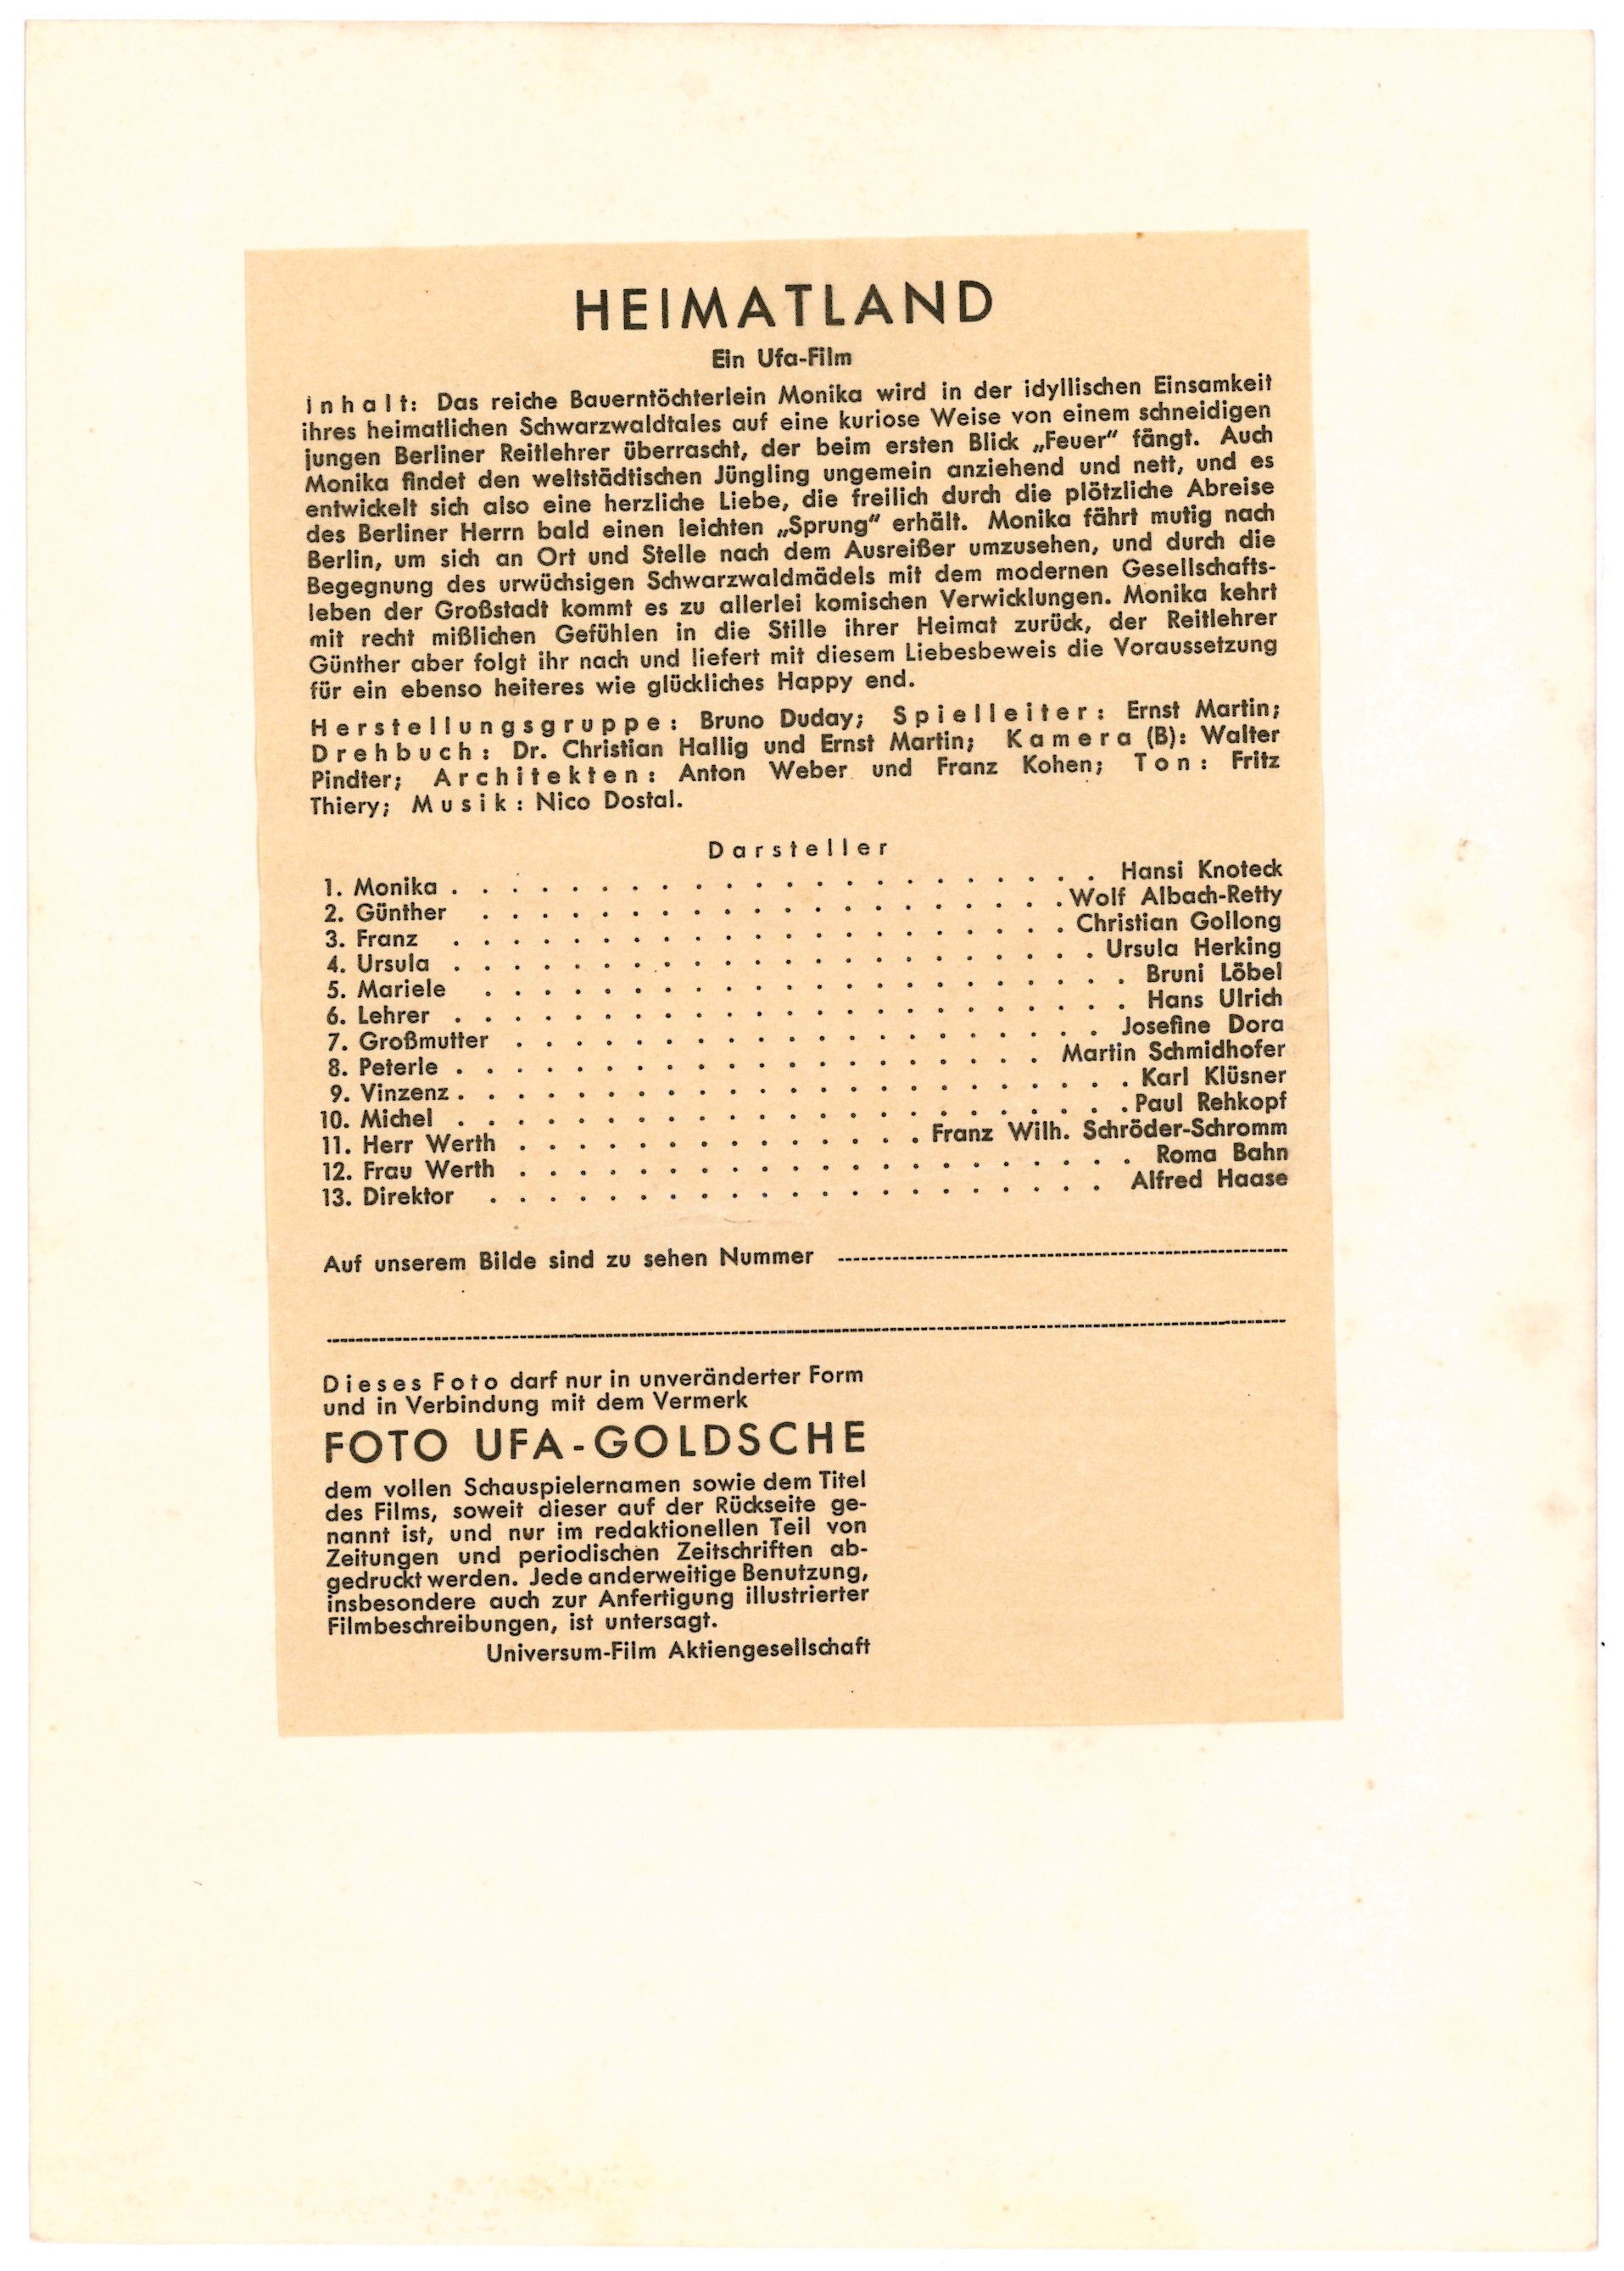 HEIMATLAND
Ein Ufa-Film
Inhalt: Das reiche Bauerntöchterlein Monika wird in der idyllischen Einsamkeit
ihres heimatlichen Schwarzwaldtales auf eine kuriose Weise von einem schneidigen
jungen Berliner Reitlehrer überrascht, der beim ersten Blick „Feuer“ fängt. Auch
Monika findet den weltstädtischen Jüngling ungemein anziehend und nett, und es
entwickelt sich also eine herzliche Liebe, die freilich durch die plötzliche Abreise
des Berliner Herrn bald einen leichten „Sprung“ erhält. Monika fährt mutig nach
Berlin, um sich an Ort und Stelle nach dem Ausreißer umzusehen, und durch die
Begegnung des urwüchsigen Schwarzwaldmädels mit dem modernen Gesellschafts-
leben der Großstadt kommt es zu allerlei komischen Verwicklungen. Monika kehrt
mit recht mißlichen Gefühlen in die Stille ihrer Heimat zurück, der Reitlehrer
Günther aber folgt ihr nach und liefert mit diesem Liebesbeweis die Voraussetzung
für ein ebenso heiteres wie glückliches Happy end.
Herstellungsgruppe: Bruno Duday; Spielleiter: Ernst Martin;
Drehbuch: Dr. Christian Hallig und Ernst Martin; Kamera (B): Walter
Pindter; Architekten: Anton Weber und Franz Kohen; Ton: Fritz
Thiery; Musik: Nico Dostal.
Darsteller
1. Monika . . . . . . . . . . . . . . . . . . . . . . Hansi Knoteck
2. Günther . . . . . . . . . . . . . . . . . . . . Wolf Albach-Retty
3. Franz . . . . . . . . . . . . . . . . . . . . . Christian Gollong
4. Ursula . . . . . . . . . . . . . . . . . . . . . . Ursula Herking
5. Mariele . . . . . . . . . . . . . . . . . . . . . . Bruni Löbel
6. Lehrer . . . . . . . . . . . . . . . . . . . . . . . Hans Ulrich
7. Großmutter . . . . . . . . . . . . . . . . . . . . Josefine Dora
8. Peterle . . . . . . . . . . . . . . . . . . . . Martin Schmidhofer
9. Vinzenz . . . . . . . . . . . . . . . . . . . . . . . Karl Klüsner
10. Michel . . . . . . . . . . . . . . . . . . . . . . . Paul Rehkopf
11. Herr Werth . . . . . . . . . . . . . . Franz Wilh. Schröder-Schromm
12. Frau Werth . . . . . . . . . . . . . . . . . . . . . Roma Bahn
13. Direktor . . . . . . . . . . . . . . . . . . . . . Alfred Haase
Auf unserem Bilde sind zu sehen Nummer
Dieses Foto darf nur in unveränderter Form
und in Verbindung mit dem Vermerk
FOTO UFA-GOLDSCHE
dem vollen Schauspielernamen sowie dem Titel
des Films, soweit dieser auf der Rückseite ge-
nannt ist, und nur im redaktionellen Teil von
Zeitungen und periodischen Zeitschriften ab-
gedruckt werden. Jede anderweitige Benutzung,
insbesondere auch zur Anfertigung illustrierter
Filmbeschreibungen, ist untersagt.
Universum-Film Aktiengesellschaft